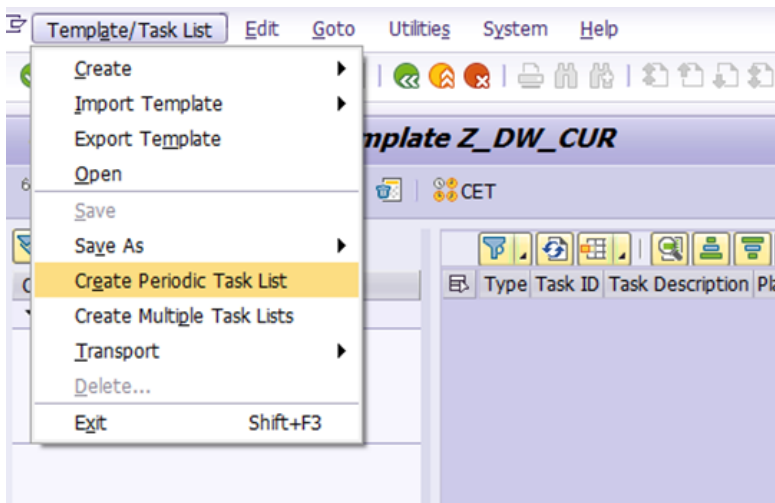 Template/Task List Edit Goto Utilities System Help
Create
Import Template
Export Template
Open
Save
Save As
Create Periodic Task List
Create Multiple Task Lists
Transport
Delete...
Exit Shift+F3
Z_DW_CUR
CET
Type Task ID Task Description